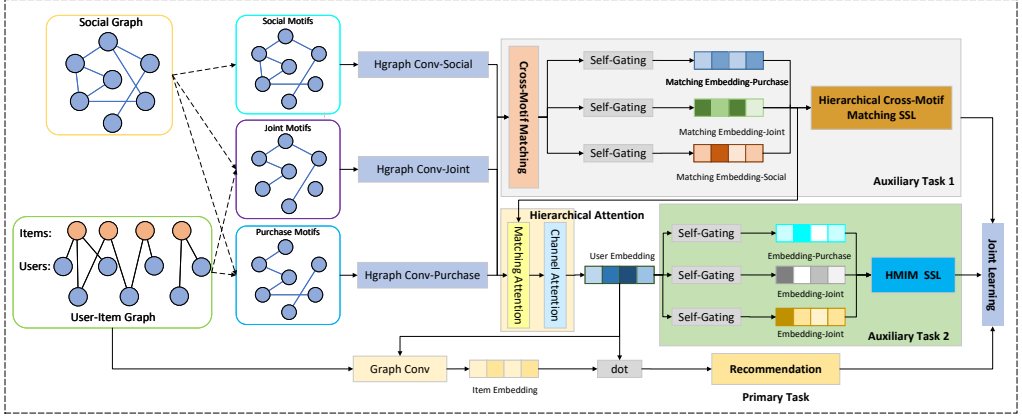 Social Graph
Social Motifs
Hgraph Conv-Social
Joint Motifs
Hgraph Conv-Joint
Purchase Motifs
Hgraph Conv-Purchase
Items:
Users:
User-Item Graph
Cross-Motif Matching
Self-Gating
Matching Embedding-Purchase
Self-Gating
Matching Embedding-Joint
Self-Gating
Matching Embedding-Social
Hierarchical Cross-Motif
Matching SSL
Auxiliary Task 1
Hierarchical Attention
Matching Attention
Channel Attention
User Embedding
Self-Gating
Embedding-Purchase
Self-Gating
Embedding-Joint
Self-Gating
Embedding-Joint
HMIM SSL
Auxiliary Task 2
Joint Learning
Graph Conv
Item Embedding
dot
Recommendation
Primary Task